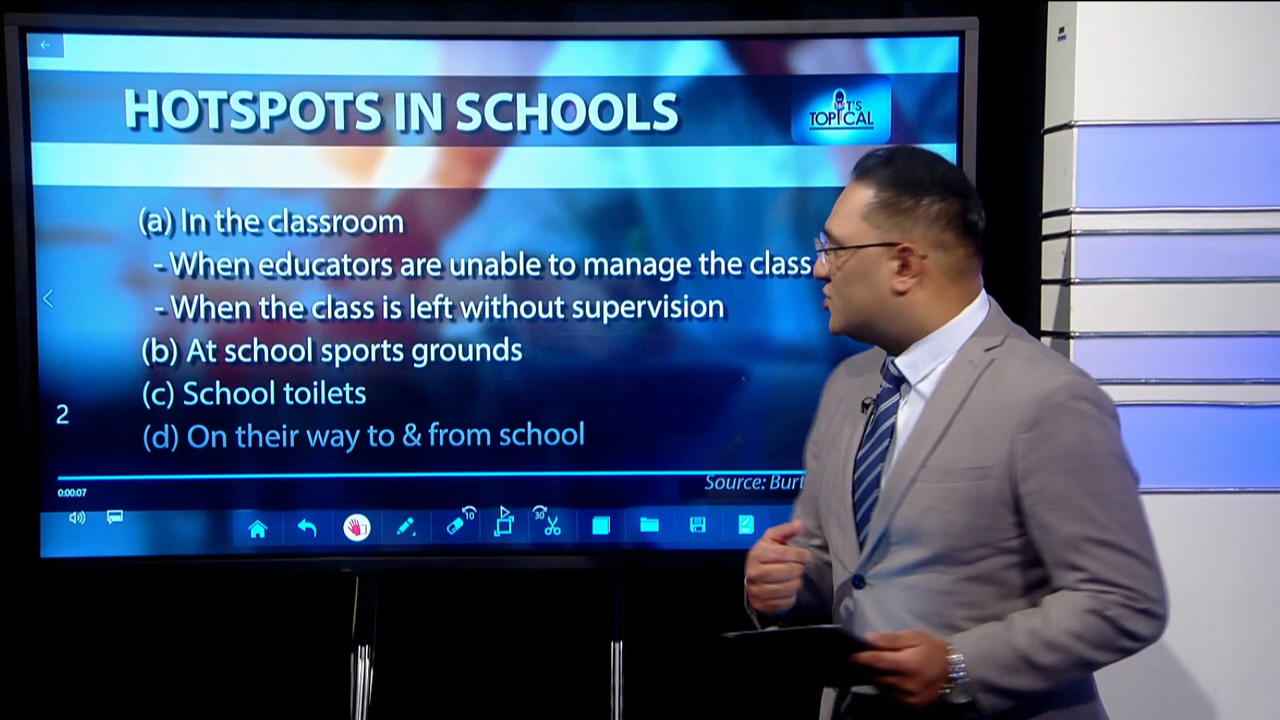 HOTSPOTS IN SCHOOLS
IT'S
TOPICAL
(a) In the classroom
- When educators are unable to manage the class
- When the class is left without supervision
(b) At school sports grounds
(c) School toilets
2
(d) On their way to & from school
0:00:07
Source: Burt
10
30